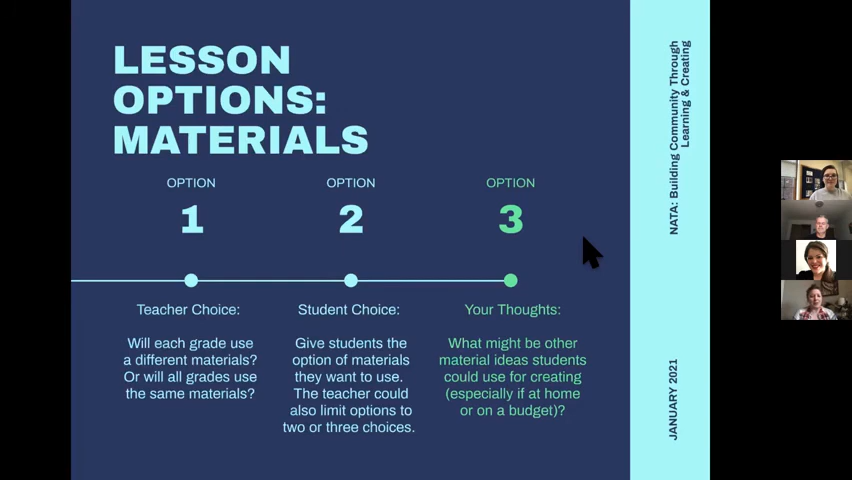 LESSON
OPTIONS:
MATERIALS
OPTION
1
Teacher Choice:
Will each grade use
a different materials?
Or will all grades use
the same materials?
OPTION
2
Student Choice:
Give students the
option of materials
they want to use.
The teacher could
also limit options to
two or three choices.
OPTION
3
Your Thoughts:
What might be other
material ideas students
could use for creating
(especially if at home
or on a budget)?
NATA: Building Community Through
Learning & Creating
JANUARY 2021